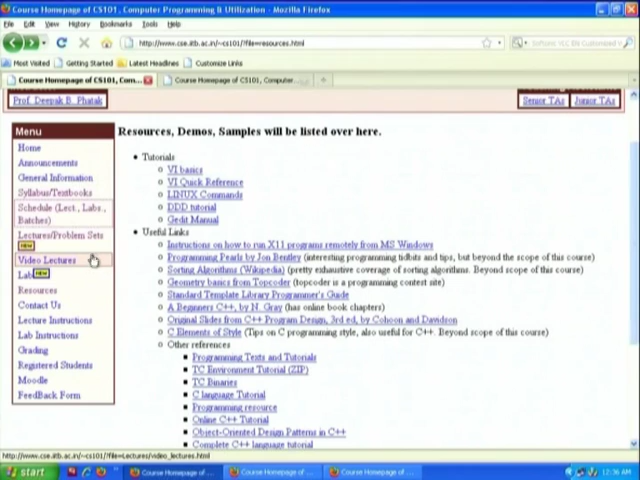 Course Homepage of CS101, Computer Programming & Utilization - Mozilla Firefox
File Edit View History Bookmarks Tools Help
http://www.cse.iitb.ac.in/~cs101/?file=resources.html
Most Visited Getting Started Latest Headlines Customize Links
Course Homepage of CS101, Com... Course Homepage of CS101, Computer...
Prof. Deepak B. Phatak Senior TAs Junior TAs
Menu
Home
Announcements
General Information
Syllabus/Textbooks
Schedule (Lect., Labs.,
Batches)
Lectures/Problem Sets
NEW
Video Lectures
Lab NEW
Resources
Contact Us
Lecture Instructions
Lab Instructions
Grading
Registered Students
Moodle
FeedBack Form
Resources, Demos, Samples will be listed over here.
Tutorials
VI basics
VI Quick Reference
LINUX Commands
DDD tutorial
Gedit Manual
Useful Links
Instructions on how to run X11 programs remotely from MS Windows
Programming Pearls by Jon Bentley (interesting programming tidbits and tips, but beyond the scope of this course)
Sorting Algorithms (Wikipedia) (pretty exhaustive coverage of sorting algorithms. Beyond scope of this course)
Geometry basics from Topcoder (topcoder is a programming contest site)
Standard Template Library Programmer's Guide
A Beginners C++, by N. Gray (has online book chapters)
Original Slides from C++ Program Design, 3rd ed, by Cohoon and Davidson
C Elements of Style (Tips on C programming style, also useful for C++. Beyond scope of this course)
Other references
Programming Texts and Tutorials
TC Environment Tutorial (ZIP)
TC Binaries
C language Tutorial
Programming resource
Online C++ Tutorial
Object-Oriented Design Patterns in C++
Complete C++ language tutorial
http://www.cse.iitb.ac.in/~cs101/?file=Lectures/video_lectures.html
start Course Homepage of ... Course Homepage of ... Course Homepage of ... 12:36 AM